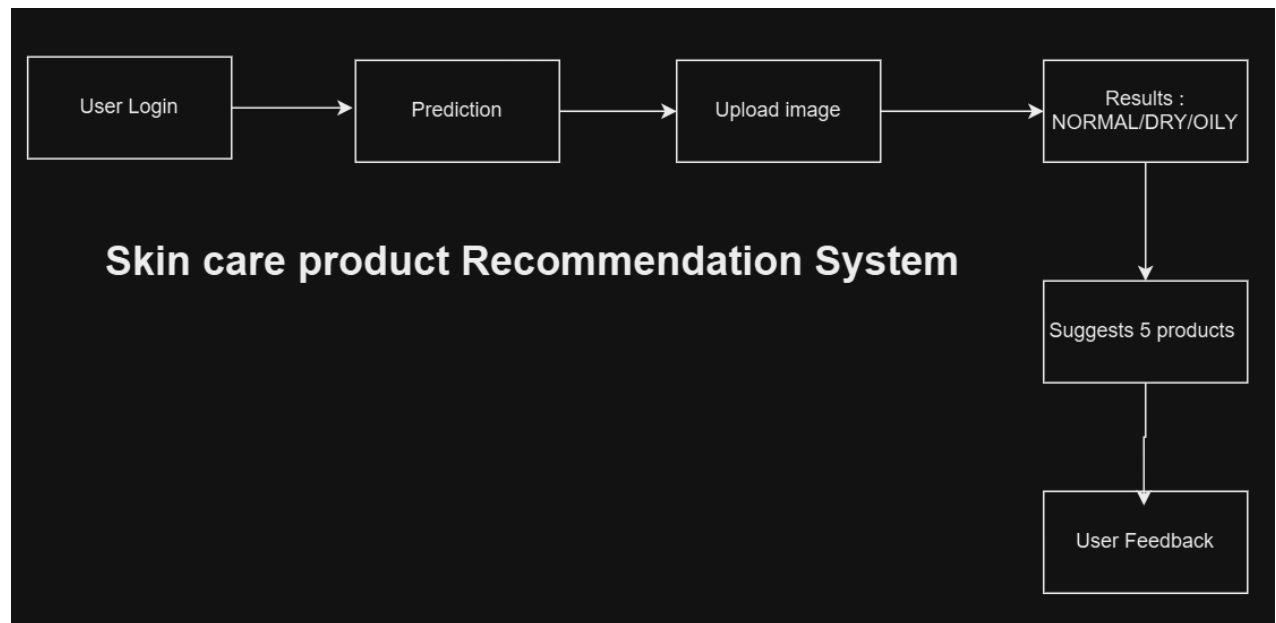 User Login
Prediction
Upload image
Results :
NORMAL/DRY/OILY
Skin care product Recommendation System
Suggests 5 products
User Feedback